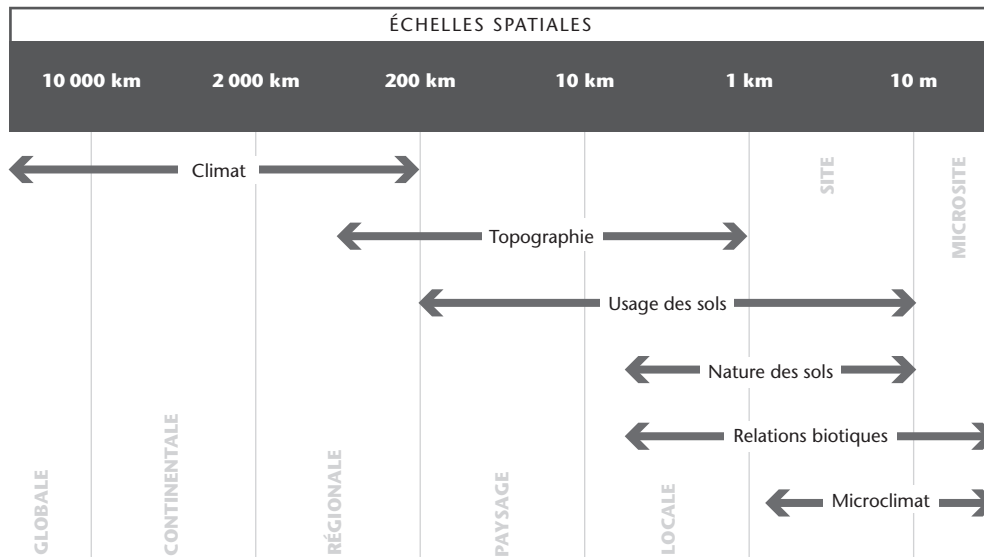 ÉCHELLES SPATIALES
10 000 km 2 000 km 200 km 10 km 1 km 10 m
Climat
Topographie
Usage des sols
Nature des sols
Relations biotiques
Microclimat
GLOBALE
CONTINENTALE
RÉGIONALE
PAYSAGE
LOCALE
SITE
MICROSITE